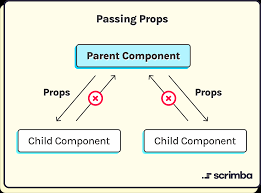 Passing Props
Parent Component
Props
Props
Child Component
Child Component
scrimba